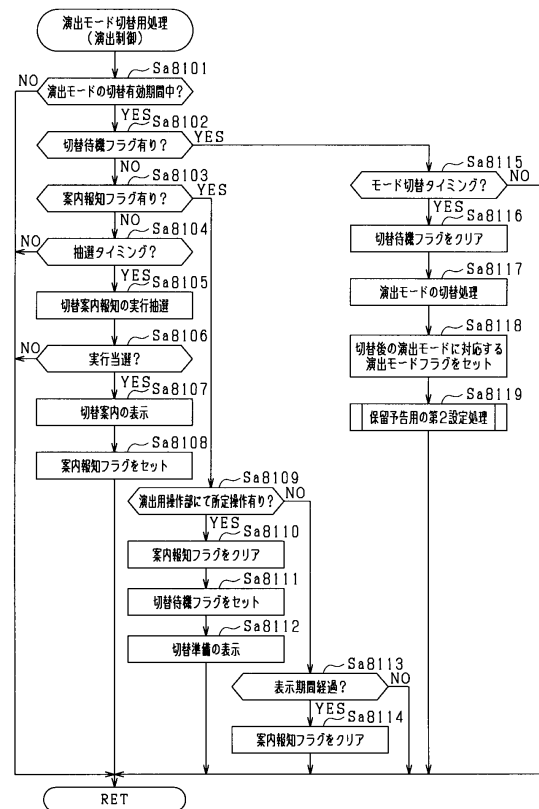 演出モード切替用処理
(演出制御)
Sa8101
演出モードの切替有効期間中?
NO
YES
Sa8102
切替待機フラグ有り?
YES
NO
Sa8103
案内報知フラグ有り?
YES
NO
Sa8104
抽選タイミング?
NO
YES
Sa8105
切替案内報知の実行抽選
Sa8106
実行当選?
NO
YES
Sa8107
切替案内の表示
Sa8108
案内報知フラグをセット
Sa8109
演出用操作部にて所定操作有り?
NO
YES
Sa8110
案内報知フラグをクリア
Sa8111
切替待機フラグをセット
Sa8112
切替準備の表示
Sa8113
表示期間経過?
NO
YES
Sa8114
案内報知フラグをクリア
Sa8115
モード切替タイミング?
NO
YES
Sa8116
切替待機フラグをクリア
Sa8117
演出モードの切替処理
Sa8118
切替後の演出モードに対応する
演出モードフラグをセット
Sa8119
保留予告用の第2設定処理
RET